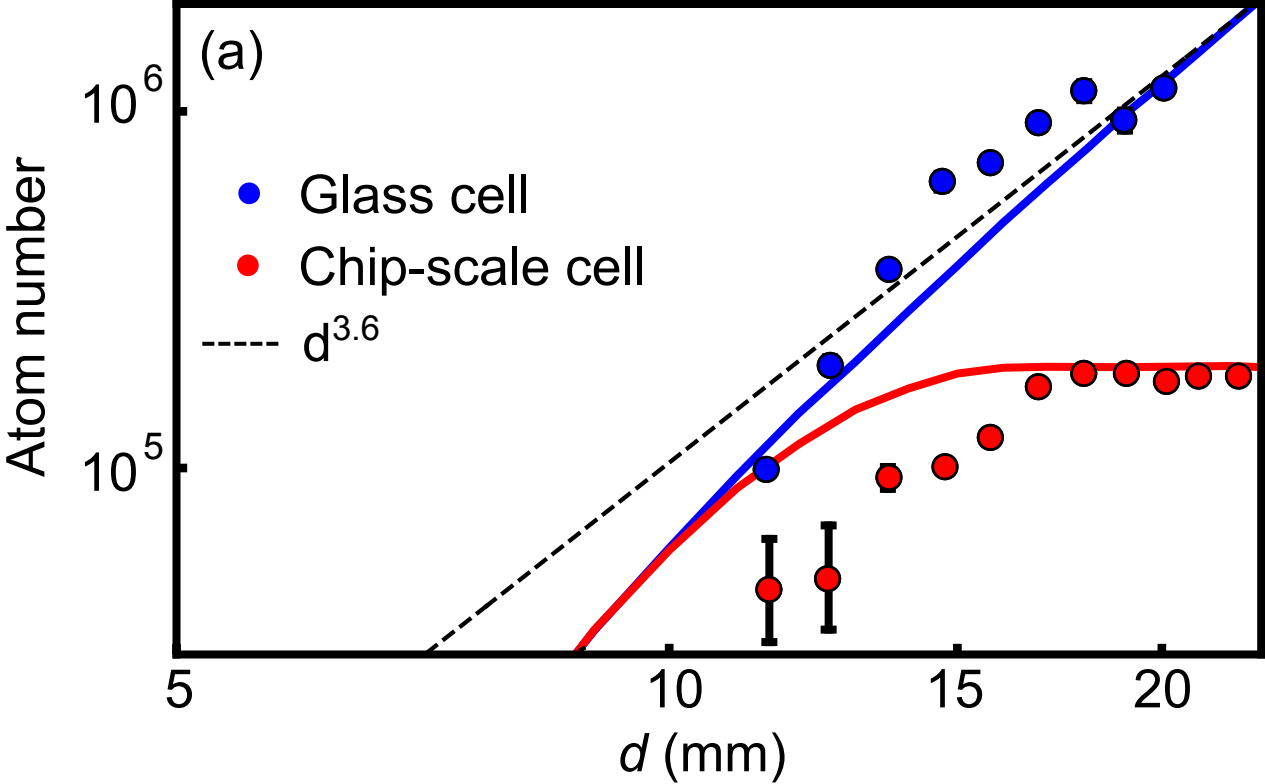 (a)
10^6
Glass cell
Chip-scale cell
d^3.6
10^5
Atom number
5
10
15
20
d (mm)